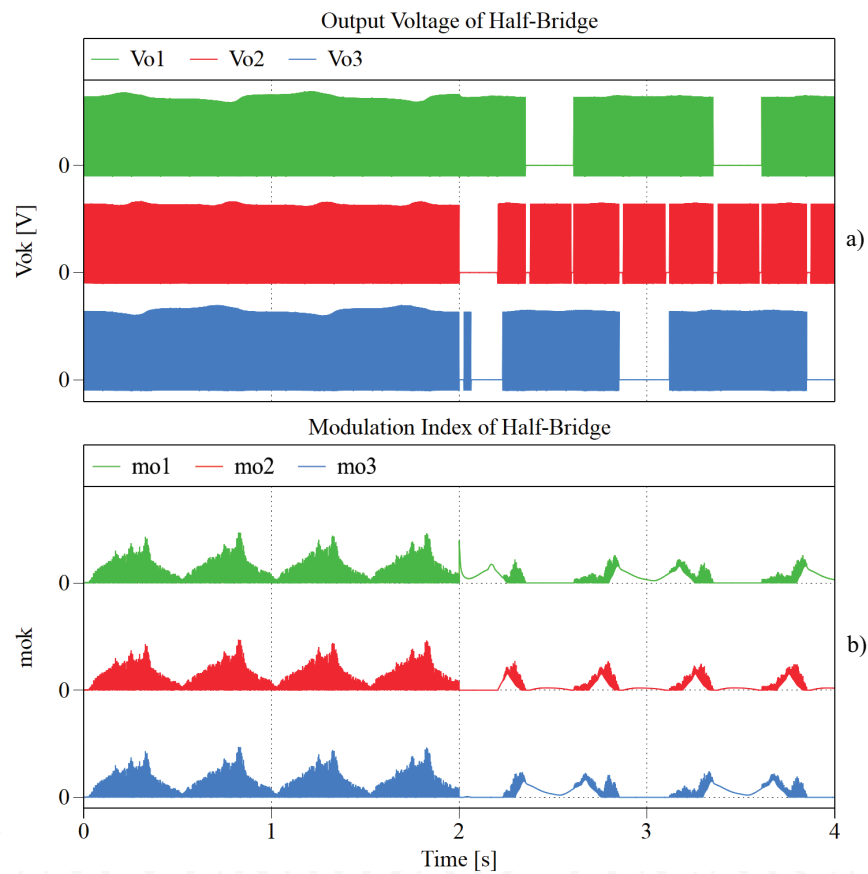 Output Voltage of Half-Bridge
Vo1 Vo2 Vo3
Vok [V]
0
0
0
a)
Modulation Index of Half-Bridge
mo1 mo2 mo3
mok
0
0
0
b)
0 1 2 3 4
Time [s]